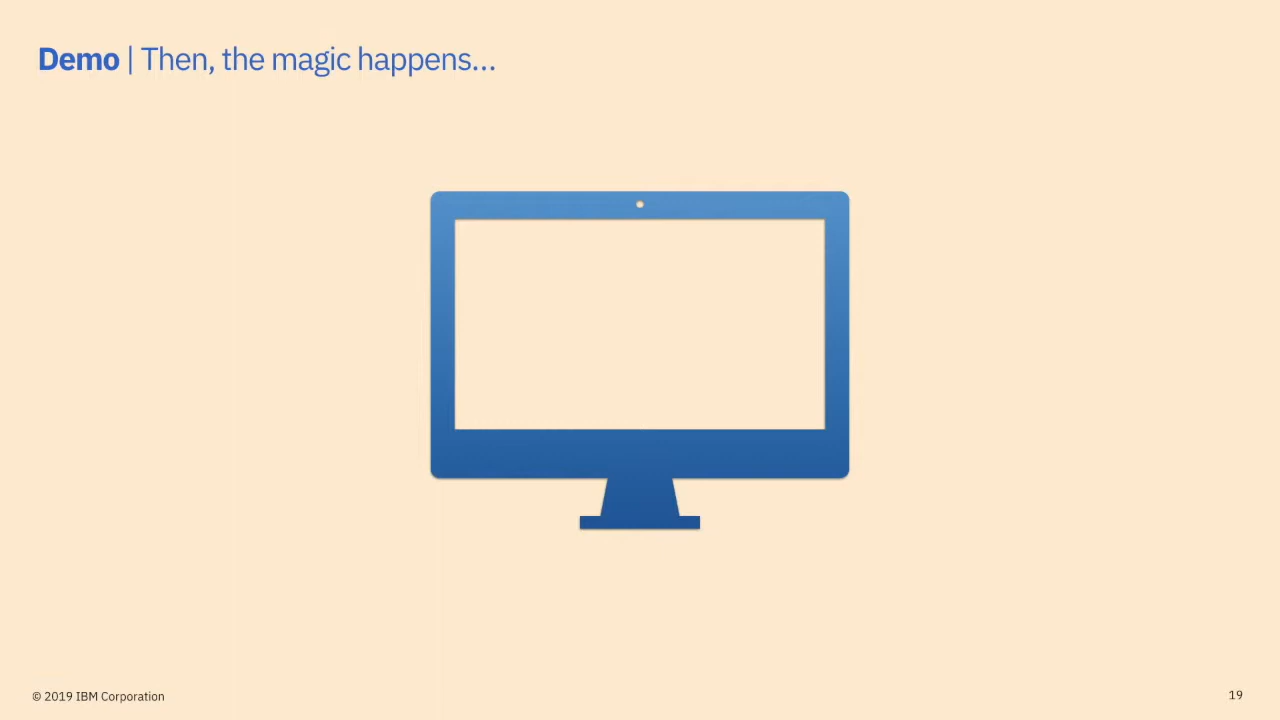 Demo | Then, the magic happens...
© 2019 IBM Corporation
19